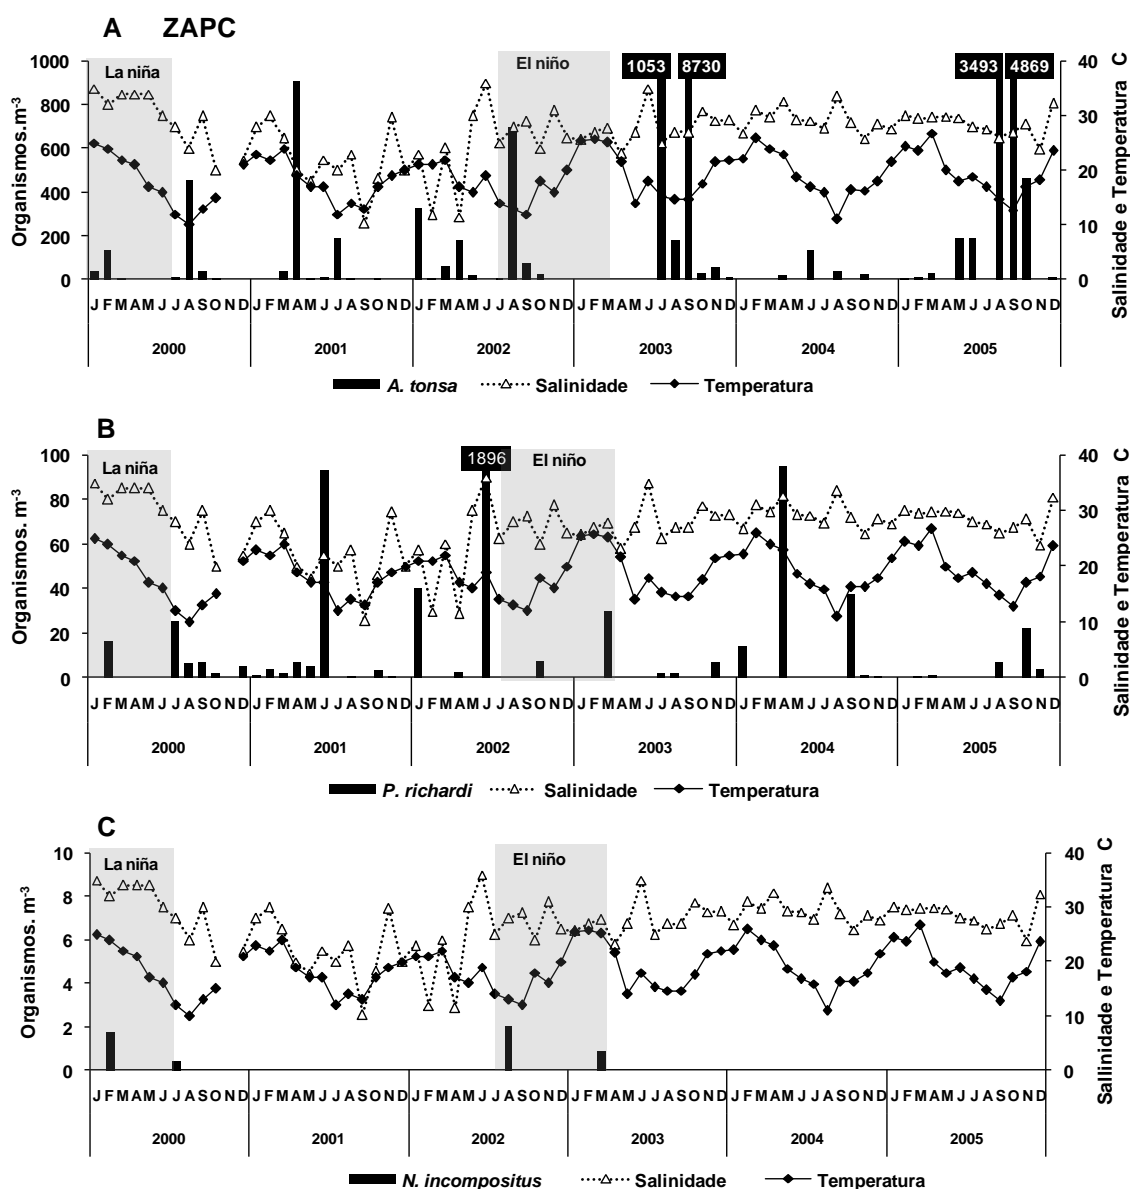 A ZAPC
La niña
El niño
1053
8730
3493
4869
1000
800
600
400
200
0
40
30
20
10
0
Organismos.m-3
Salinidade e Temperatura C
J F M A M J J A S O N D J F M A M J J A S O N D J F M A M J J A S O N D J F M A M J J A S O N D J F M A M J J A S O N D J F M A M J J A S O N D
2000 2001 2002 2003 2004 2005
A. tonsa Salinidade Temperatura
B
La niña
1896
El niño
100
80
60
40
20
0
40
30
20
10
0
Organismos. m-3
Salinidade e Temperatura C
J F M A M J J A S O N D J F M A M J J A S O N D J F M A M J J A S O N D J F M A M J J A S O N D J F M A M J J A S O N D J F M A M J J A S O N D
2000 2001 2002 2003 2004 2005
P. richardi Salinidade Temperatura
C
La niña
El niño
10
8
6
4
2
0
40
30
20
10
0
Organismos. m-3
Sallinidade e Temperatura C
J F M A M J J A S O N D J F M A M J J A S O N D J F M A M J J A S O N D J F M A M J J A S O N D J F M A M J J A S O N D J F M A M J J A S O N D
2000 2001 2002 2003 2004 2005
N. incompositus Salinidade Temperatura